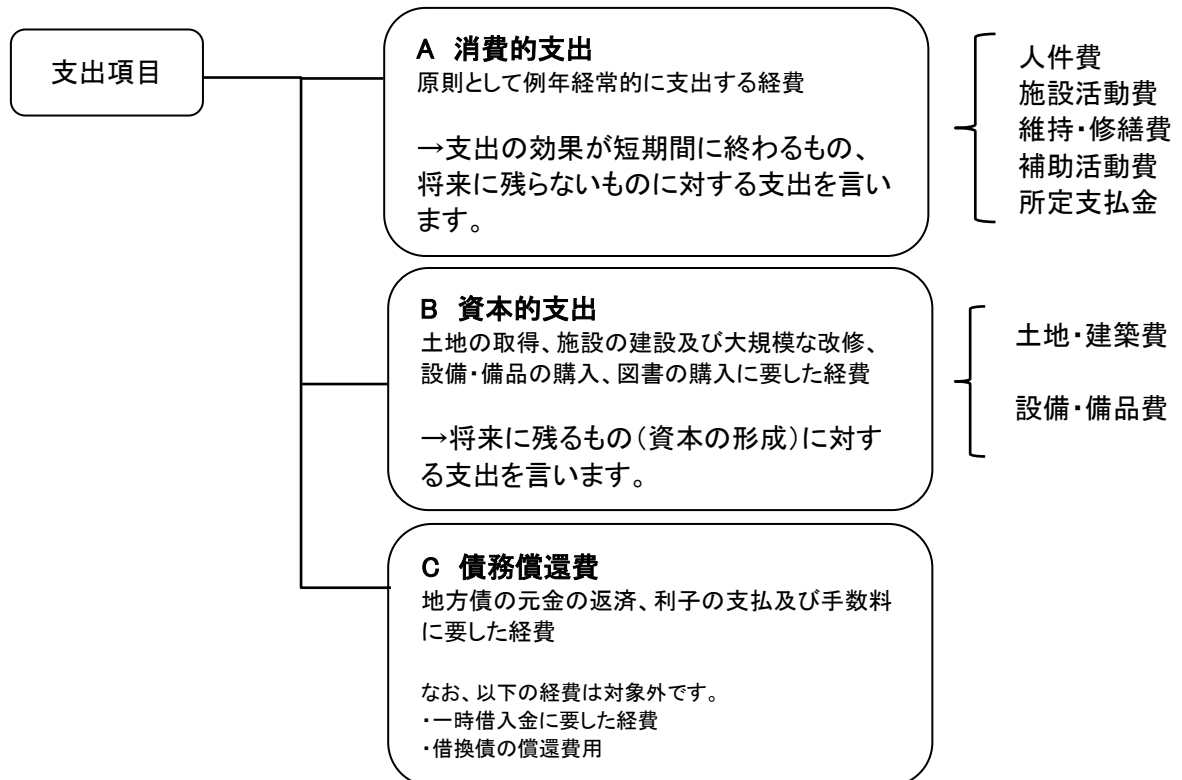 支出項目
A 消費的支出
原則として例年経常的に支出する経費
→支出の効果が短期間に終わるもの、
将来に残らないものに対する支出を言い
ます。
人件費
施設活動費
維持・修繕費
補助活動費
所定支払金
B 資本的支出
土地の取得、施設の建設及び大規模な改修、
設備・備品の購入、図書の購入に要した経費
→将来に残るもの(資本の形成)に対す
る支出を言います。
土地・建築費
設備・備品費
C 債務償還費
地方債の元金の返済、利子の支払及び手数料
に要した経費
なお、以下の経費は対象外です。
・一時借入金に要した経費
・借換債の償還費用